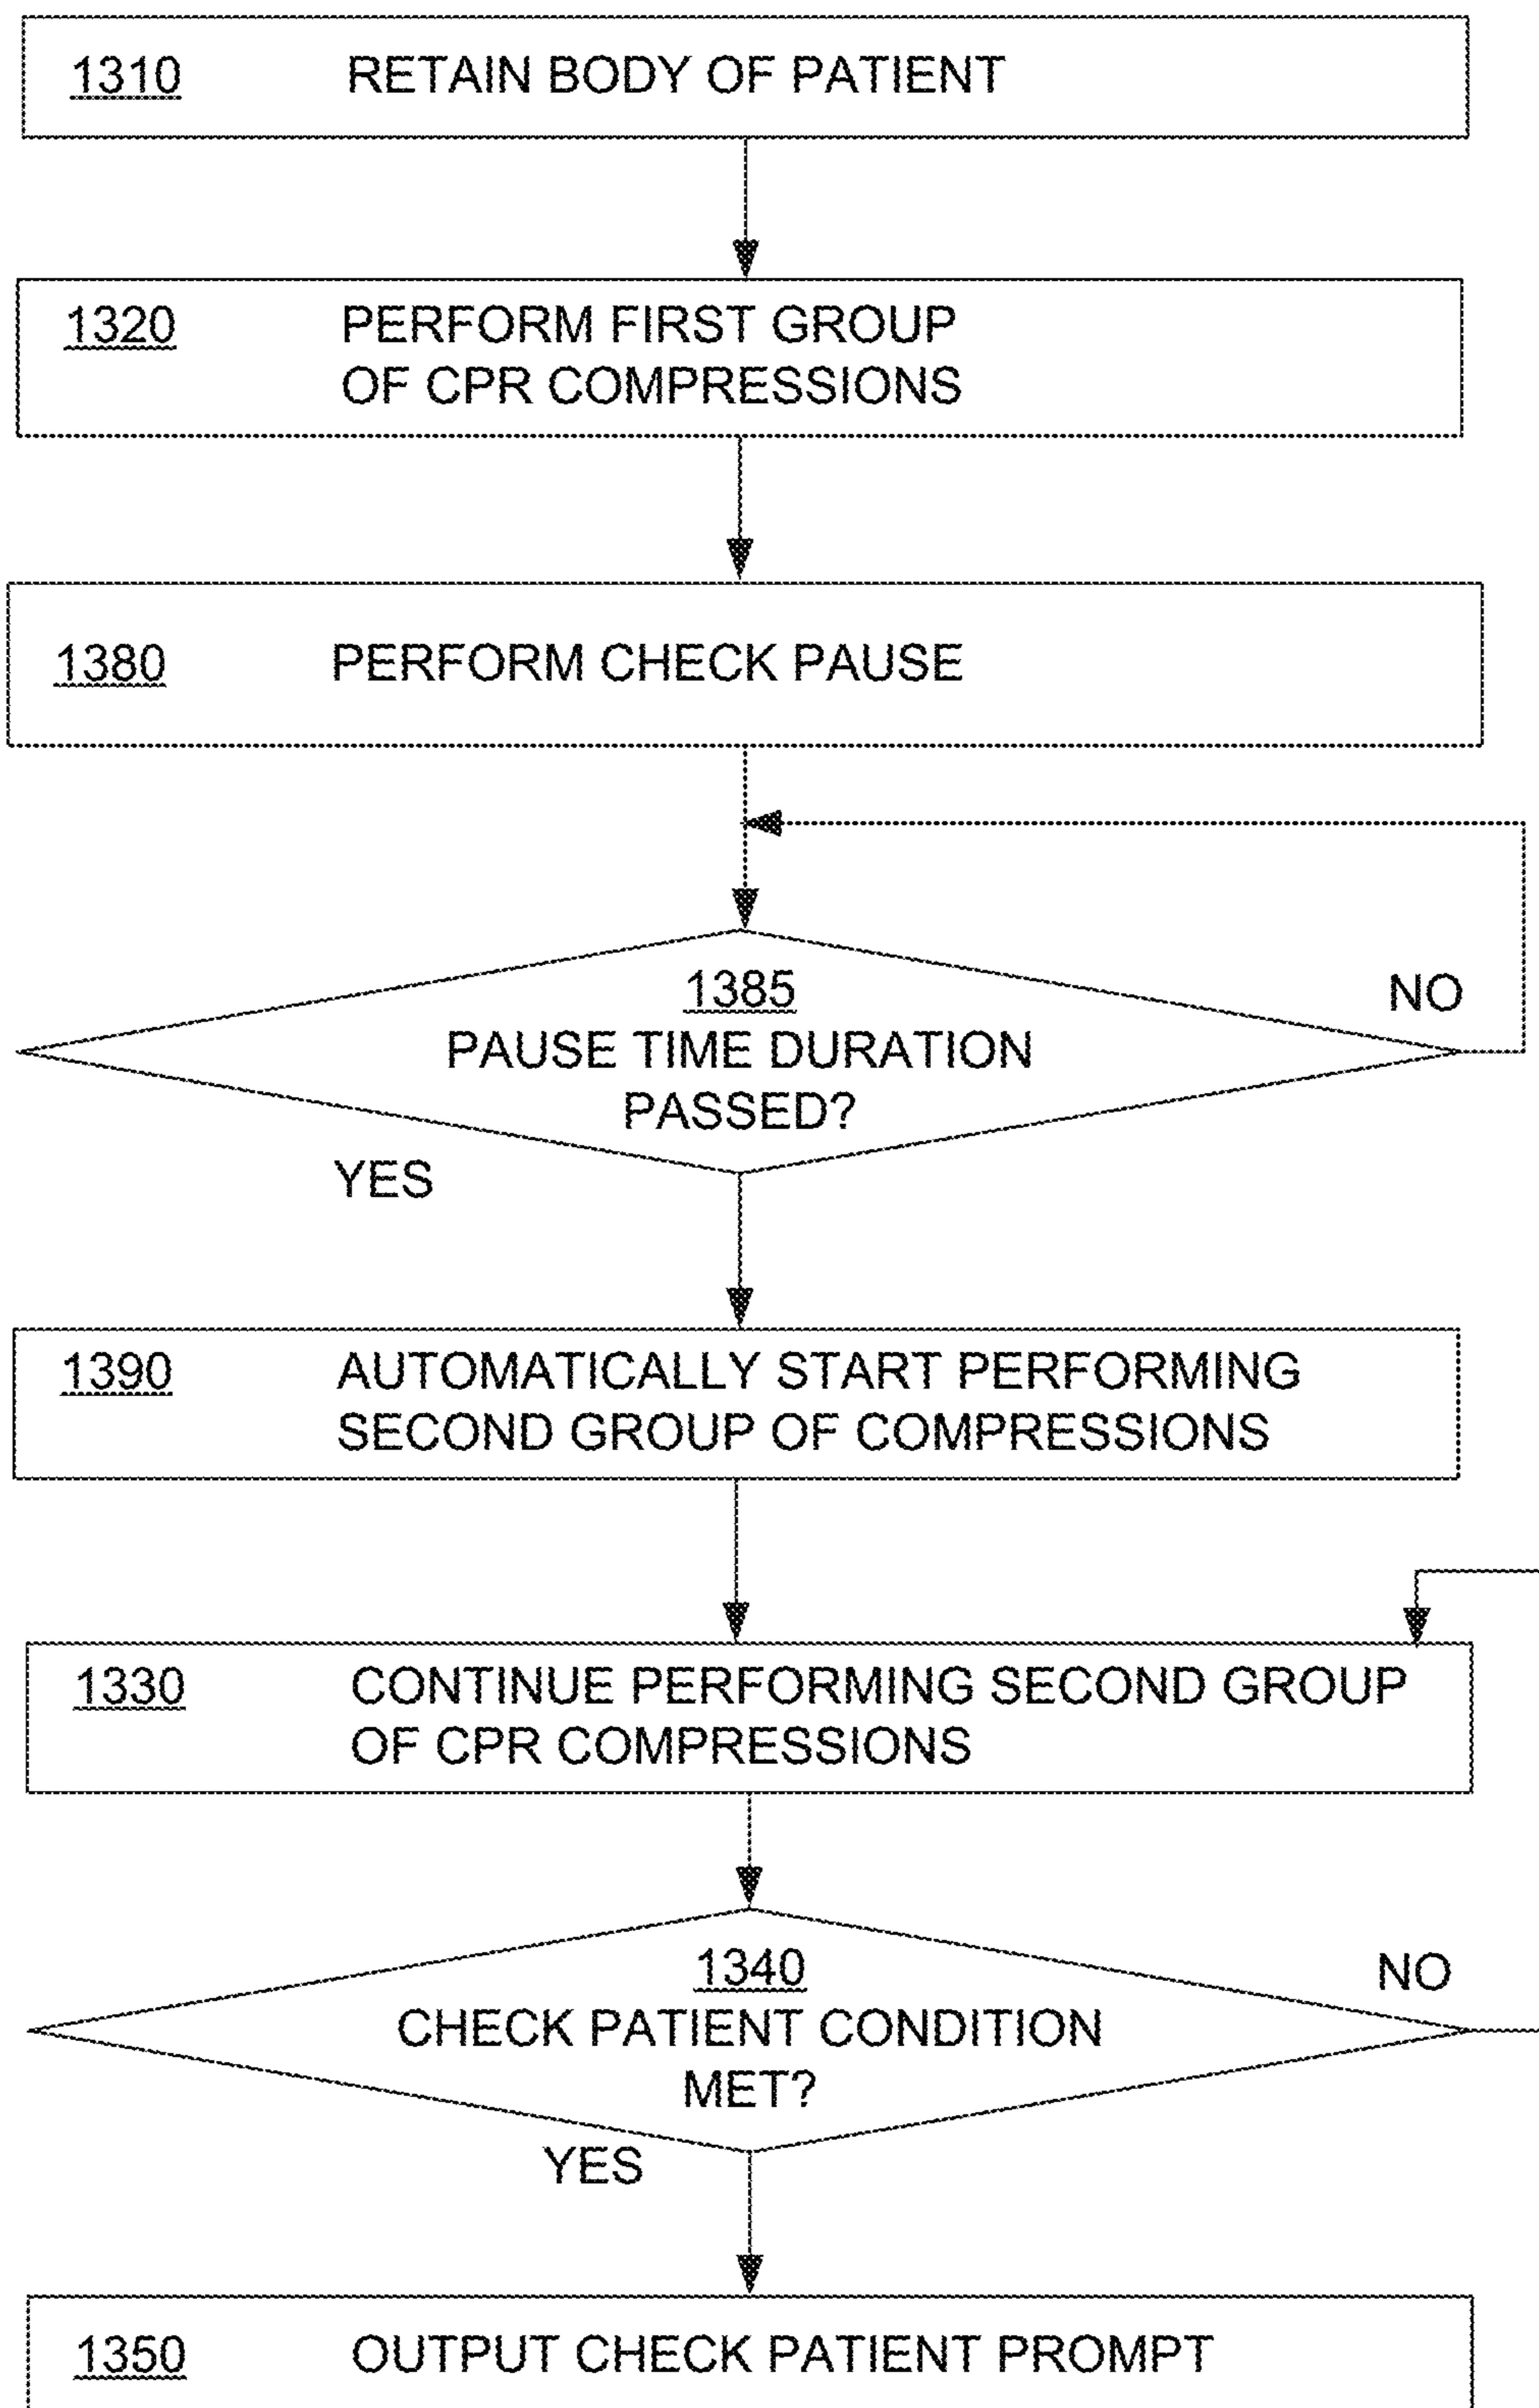 1310 RETAIN BODY OF PATIENT
1320 PERFORM FIRST GROUP
OF CPR COMPRESSIONS
1380 PERFORM CHECK PAUSE
1385
NO
PAUSE TIME DURATION
PASSED?
YES
1390 AUTOMATICALLY START PERFORMING
SECOND GROUP OF COMPRESSIONS
1330 CONTINUE PERFORMING SECOND GROUP
OF CPR COMPRESSIONS
1340
NO
CHECK PATIENT CONDITION
MET?
YES
1350 OUTPUT CHECK PATIENT PROMPT